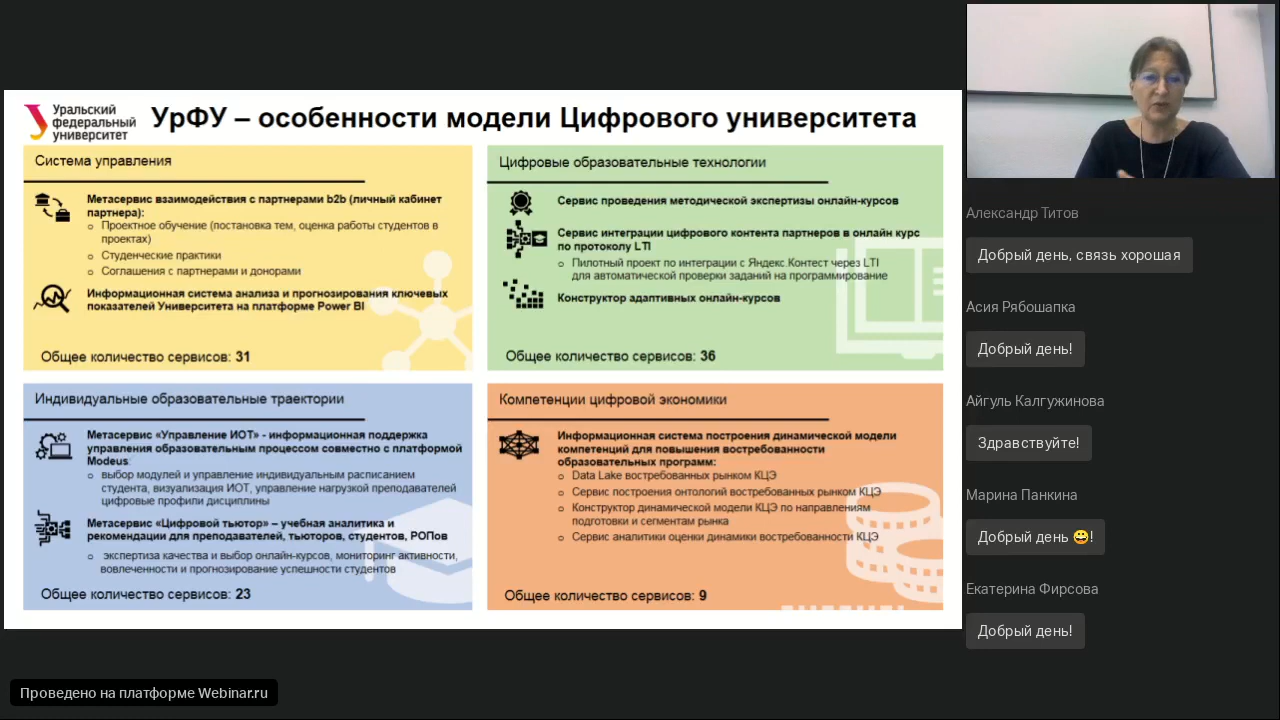 Уральский
федеральный
университет
УрФУ – особенности модели Цифрового университета
Система управления
Метасервис взаимодействия с партнерами b2b (личный кабинет
партнера):
o Проектное обучение (постановка тем, оценка работы студентов в
проектах)
o Студенческие практики
o Соглашения с партнерами и донорами
Информационная система анализа и прогнозирования ключевых
показателей Университета на платформе Power BI
Общее количество сервисов: 31
Цифровые образовательные технологии
Сервис проведения методической экспертизы онлайн-курсов
Сервис интеграции цифрового контента партнеров в онлайн курс
по протоколу LTI
o Пилотный проект по интеграции с Яндекс.Контест через LTI
для автоматической проверки заданий на программирование
Конструктор адаптивных онлайн-курсов
Общее количество сервисов: 36
Индивидуальные образовательные траектории
Метасервис «Управление ИОТ» - информационная поддержка
управления образовательным процессом совместно с платформой
Modeus:
o выбор модулей и управление индивидуальным расписанием
студента, визуализация ИОТ, управление нагрузкой преподавателей
цифровые профили дисциплины
Метасервис «Цифровой тьютор» – учебная аналитика и
рекомендации для преподавателей, тьюторов, студентов, РОПов
o экспертиза качества и выбор онлайн-курсов, мониторинг активности,
вовлеченности и прогнозирование успешности студентов
Общее количество сервисов: 23
Компетенции цифровой экономики
Информационная система построения динамической модели
компетенций для повышения востребованности
образовательных программ:
o Data Lake востребованных рынком КЦЭ
o Сервис построения онтологий востребованных рынком КЦЭ
o Конструктор динамической модели КЦЭ по направлениям
подготовки и сегментам рынка
o Сервис аналитики оценки динамики востребованности КЦЭ
Общее количество сервисов: 9
Александр Титов
Добрый день, связь хорошая
Асия Рябошапка
Добрый день!
Айгуль Калгужинова
Здравствуйте!
Марина Панкина
Добрый день 😀!
Екатерина Фирсова
Добрый день!
Проведено на платформе Webinar.ru